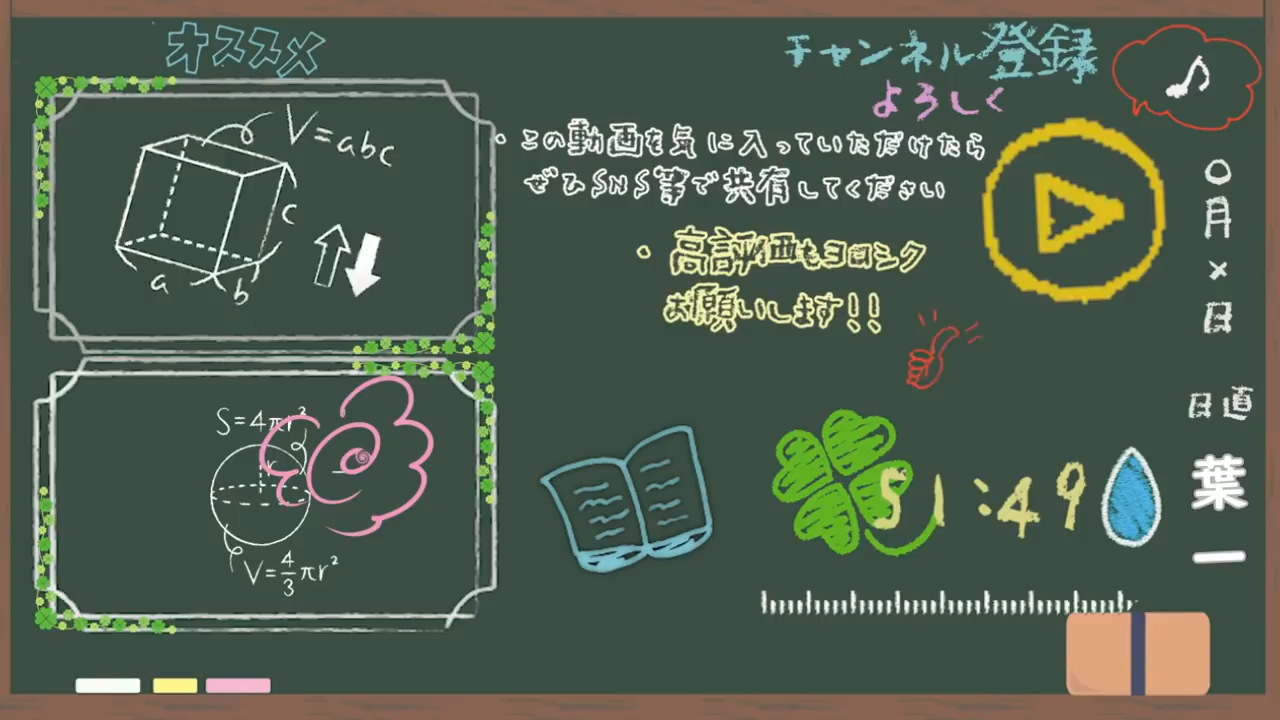 オススメ
V=abc
c
a
b
S=4πr²
r
V=4/3πr²
チャンネル登録
よろしく
・この動画を気に入っていただけたら
ぜひSNS等で共有してください
・高評価もヨロシク
お願いします!!
51:49
〇月×日
日直
葉一